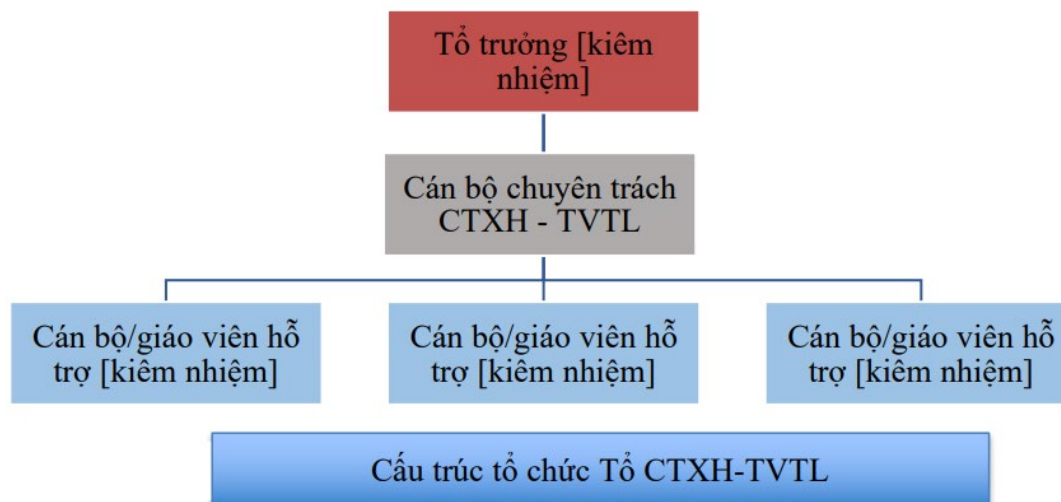 Tổ trưởng [kiêm
nhiệm]
Cán bộ chuyên trách
CTXH - TVTL
Cán bộ/giáo viên hỗ
trợ [kiêm nhiệm]
Cán bộ/giáo viên hỗ
trợ [kiêm nhiệm]
Cán bộ/giáo viên hỗ
trợ [kiêm nhiệm]
Cấu trúc tổ chức Tổ CTXH-TVTL